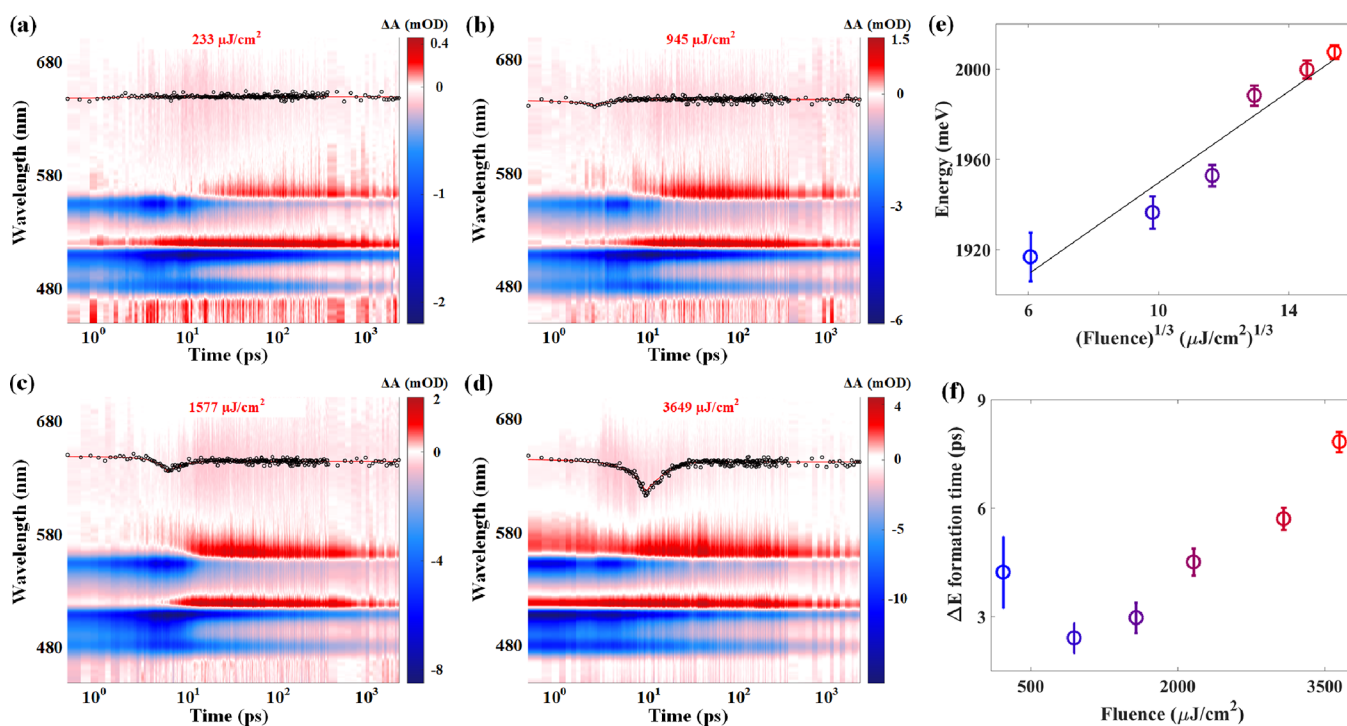 (a)
233 μJ/cm²
ΔA (mOD)
0.4
0
-1
-2
680
580
480
Wavelength (nm)
10⁰ 10¹ 10² 10³
Time (ps)
(b)
945 μJ/cm²
ΔA (mOD)
1.5
0
-3
-6
680
580
480
Wavelength (nm)
10⁰ 10¹ 10² 10³
Time (ps)
(e)
2000
1960
1920
Energy (meV)
6 10 14
(Fluence)^1/3 (μJ/cm²)^1/3
(c)
1577 μJ/cm²
ΔA (mOD)
2
0
-4
-8
680
580
480
Wavelength (nm)
10⁰ 10¹ 10² 10³
Time (ps)
(d)
3649 μJ/cm²
ΔA (mOD)
4
0
-5
-10
680
580
480
Wavelength (nm)
10⁰ 10¹ 10² 10³
Time (ps)
(f)
9
6
3
ΔE formation time (ps)
500 2000 3500
Fluence (μJ/cm²)